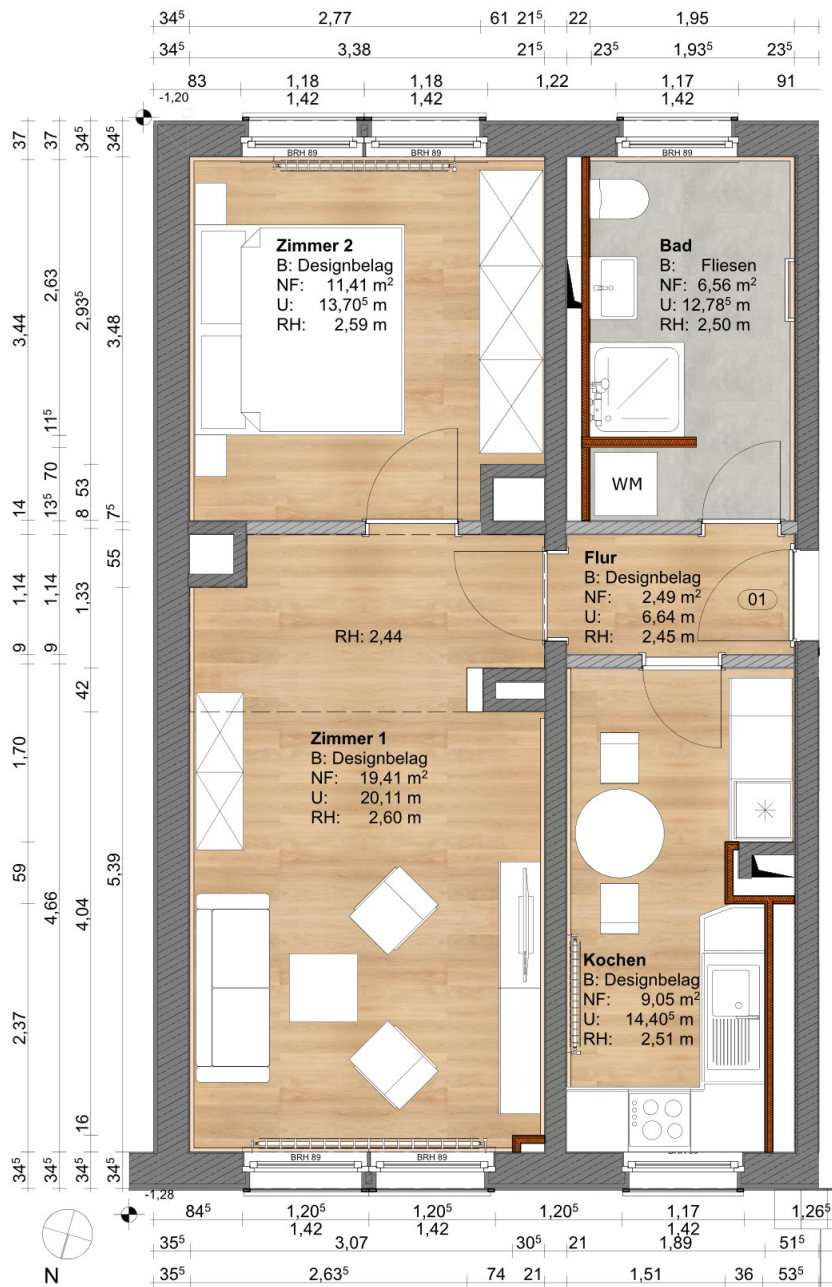 34⁵ 2,77 61 21⁵ 22 1,95
34⁵ 3,38 21⁵ 23⁵ 1,93⁵ 23⁵
83 1,18 1,18 1,22 1,17 91
-1,20 1,42 1,42 1,42
BRH 89 BRH 89 BRH 89
37 37 34⁵ 34⁵
3,44 2,63 2,93⁵ 3,48
11⁵
14 13⁵ 70 8 53 7⁵
1,14 1,14 1,33 55
9 9 42
1,70 4,66 4,04 5,39
59
2,37 16
34⁵ 34⁵ 34⁵ 34⁵
Zimmer 2
B: Designbelag
NF: 11,41 m²
U: 13,70⁵ m
RH: 2,59 m
Bad
B: Fliesen
NF: 6,56 m²
U: 12,78⁵ m
RH: 2,50 m
WM
Flur
B: Designbelag
NF: 2,49 m²
U: 6,64 m
RH: 2,45 m
01
RH: 2,44
Zimmer 1
B: Designbelag
NF: 19,41 m²
U: 20,11 m
RH: 2,60 m
Kochen
B: Designbelag
NF: 9,05 m²
U: 14,40⁵ m
RH: 2,51 m
BRH 89 BRH 89
-1,28
84⁵ 1,20⁵ 1,20⁵ 1,20⁵ 1,17 1,26⁵
1,42 1,42 1,42
35⁵ 3,07 30⁵ 21 1,89 51⁵
35⁵ 2,63⁵ 74 21 1,51 36 53⁵
N